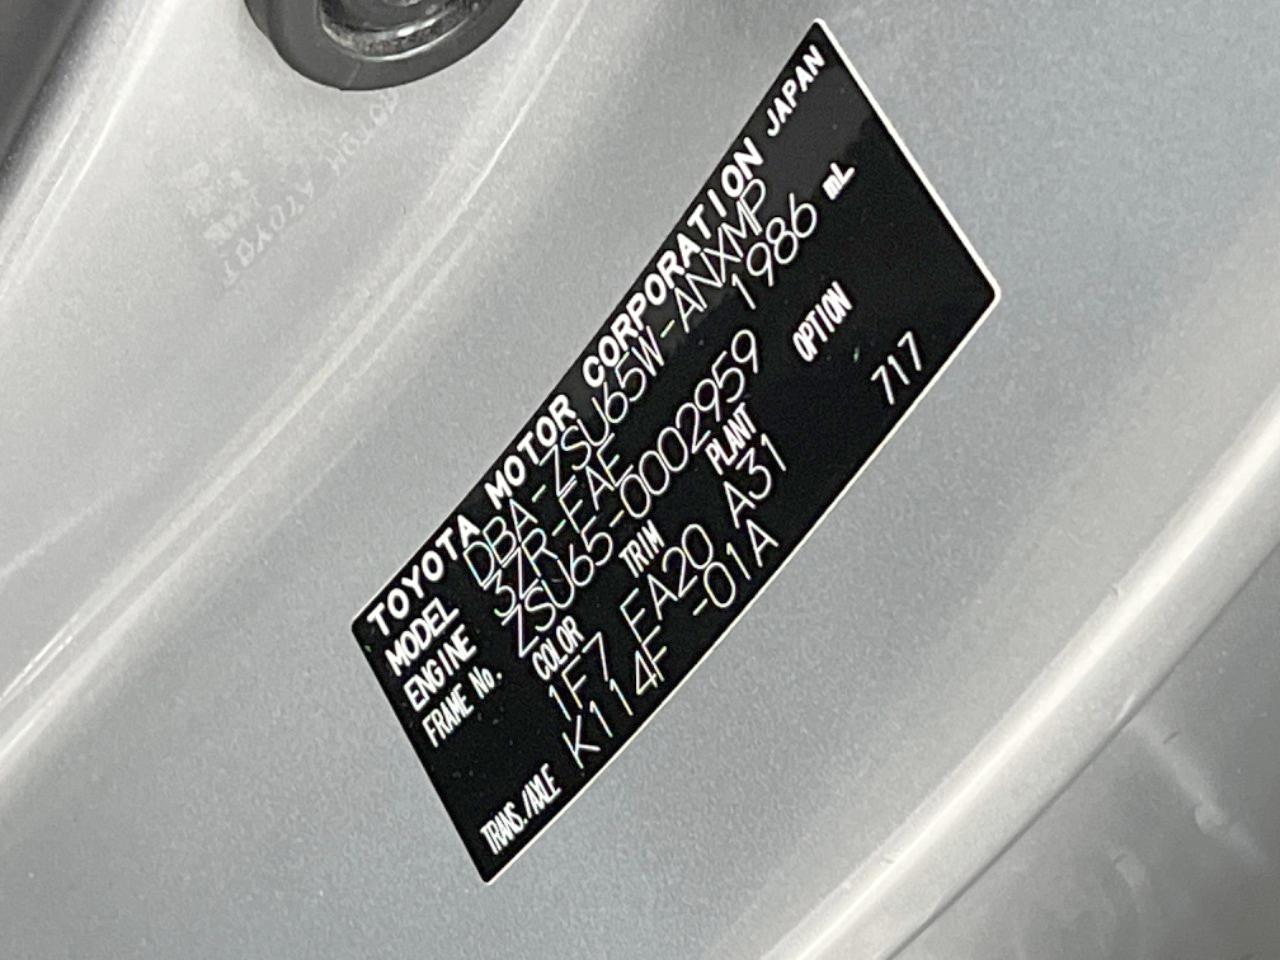 TOYOTA MOTOR CORPORATION JAPAN
MODEL DBA-ZSU65W-ANXMP
ENGINE 3ZR-FAE 1986 mL
FRAME No. ZSU65-0002959
COLOR TRIM PLANT OPTION
1F7 EA20 A31 717
TRANS./AXLE K114F -01A